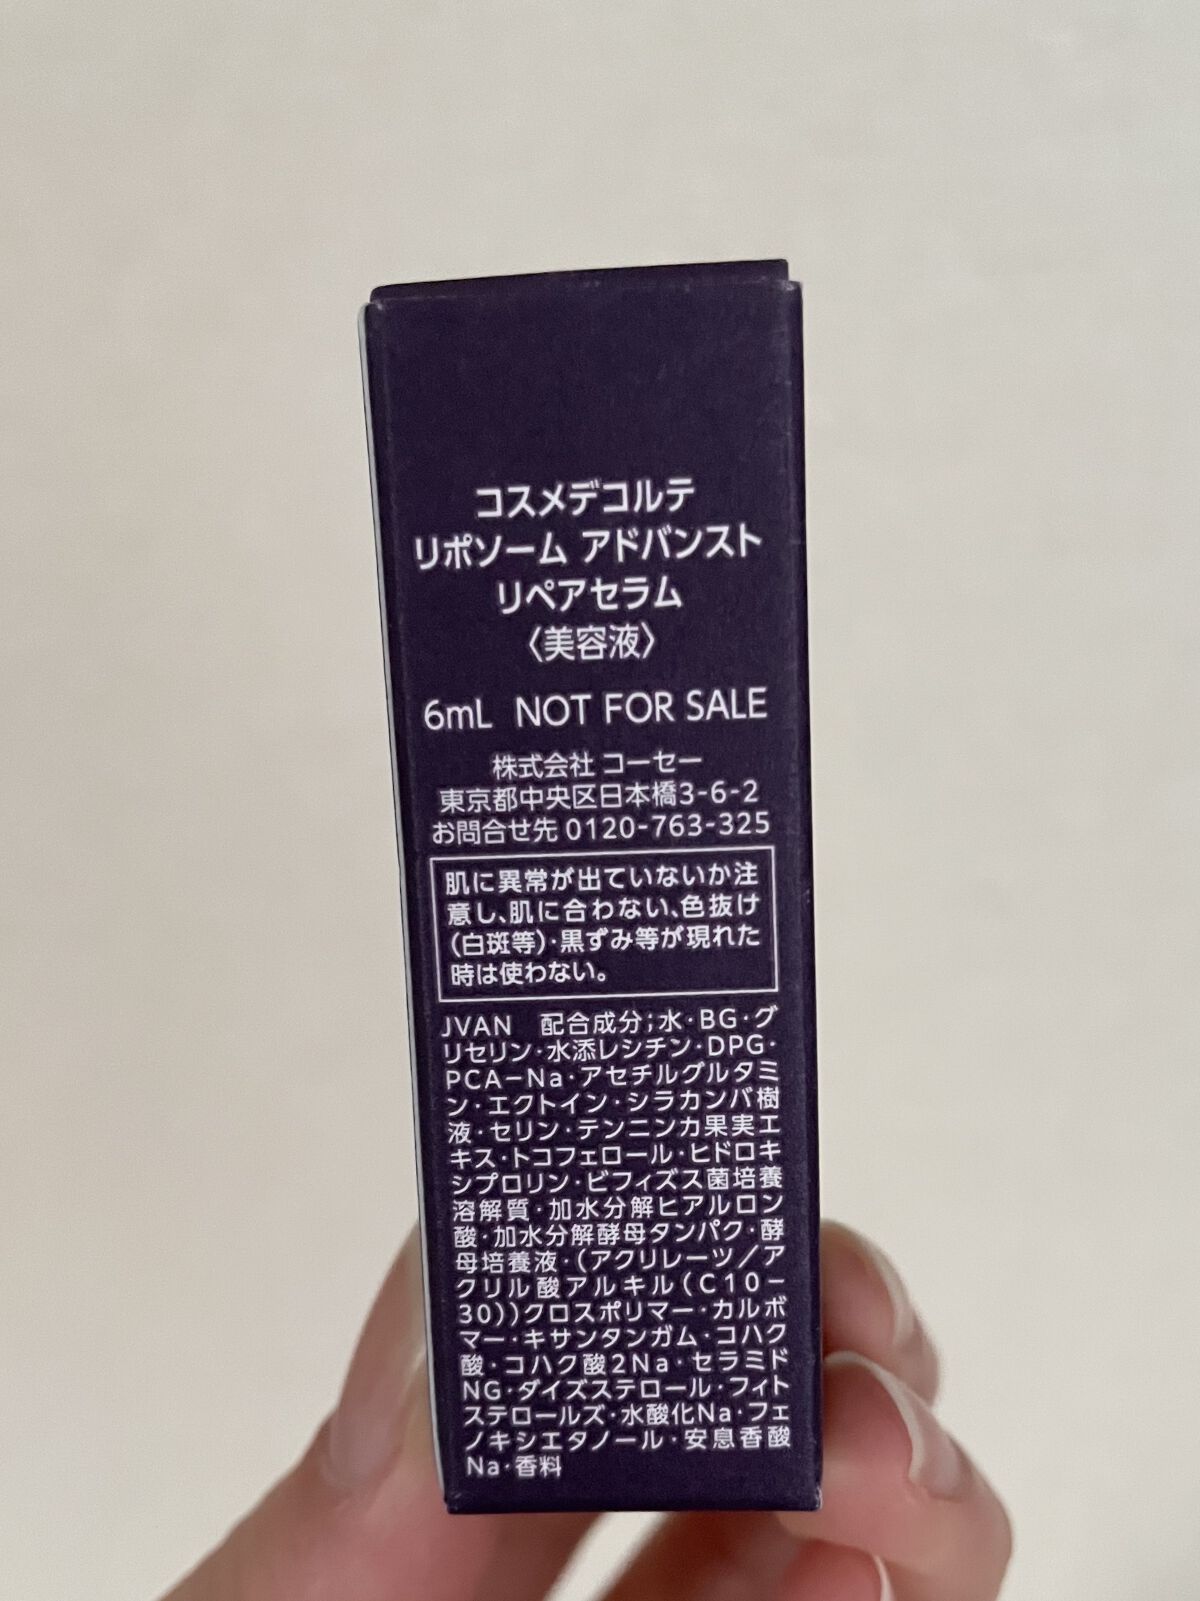 コスメデコルテ
リポソーム アドバンスト
リペアセラム
〈美容液〉
6mL NOT FOR SALE
株式会社 コーセー
東京都中央区日本橋3-6-2
お問合せ先 0120-763-325
肌に異常が出ていないか注
意し、肌に合わない、色抜け
(白斑等)・黒ずみ等が現れた
時は使わない。
JVAN 配合成分;水・BG・グ
リセリン・水添レシチン・DPG・
PCA－Na・アセチルグルタミ
ン・エクトイン・シラカンバ樹
液・セリン・テンニンカ果実エ
キス・トコフェロール・ヒドロキ
シプロリン・ビフィズス菌培養
溶解質・加水分解ヒアルロン
酸・加水分解酵母タンパク・酵
母培養液・(アクリレーツ／ア
クリル酸アルキル(C10－
30))クロスポリマー・カルボ
マー・キサンタンガム・コハク
酸・コハク酸2Na・セラミド
NG・ダイズステロール・フィト
ステロールズ・水酸化Na・フェ
ノキシエタノール・安息香酸
Na・香料